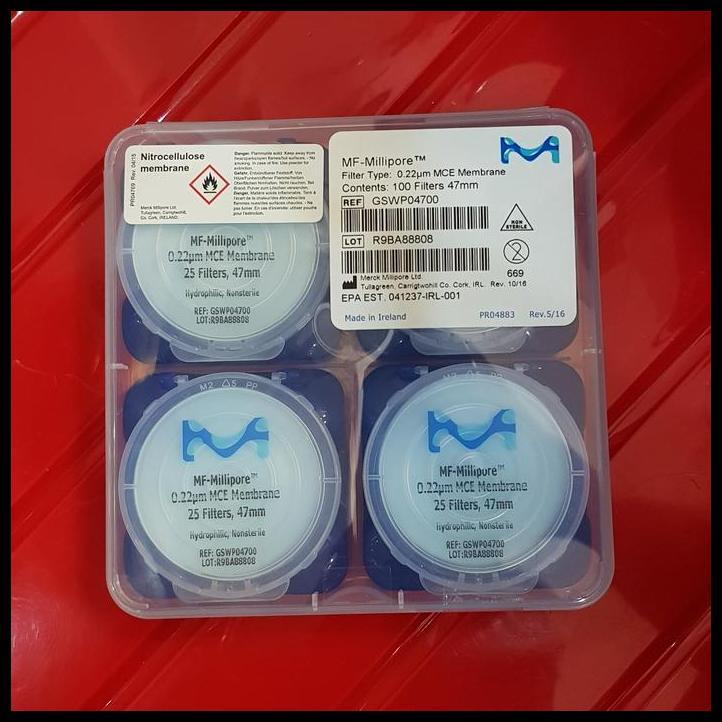 Nitrocellulose
membrane
PR04769 Rev. 04/15
Merck Millipore Ltd.
Tullagreen, Carrigtwohill
Co. Cork, IRELAND.
MF-Millipore™
Filter Type: 0.22µm MCE Membrane
Contents: 100 Filters 47mm
REF GSWP04700
LOT R9BA88808
NON
STERILE
2
669
Merck Millipore Ltd.
Tullagreen, Carrigtwohill Co. Cork, IRL. Rev. 10/16
EPA EST. 041237-IRL-001
Made in Ireland PR04883 Rev.5/16
MF-Millipore™
0.22µm MCE Membrane
25 Filters, 47mm
Hydrophilic, Nonsterile
REF: GSWP04700
LOT:R9BA88808
M2 5 PP
MF-Millipore™
0.22µm MCE Membrane
25 Filters, 47mm
Hydrophilic, Nonsterile
REF: GSWP04700
LOT:R9BA88808
MF-Millipore™
0.22µm MCE Membrane
25 Filters, 47mm
Hydrophilic, Nonsterile
REF: GSWP04700
LOT:R9BA88808